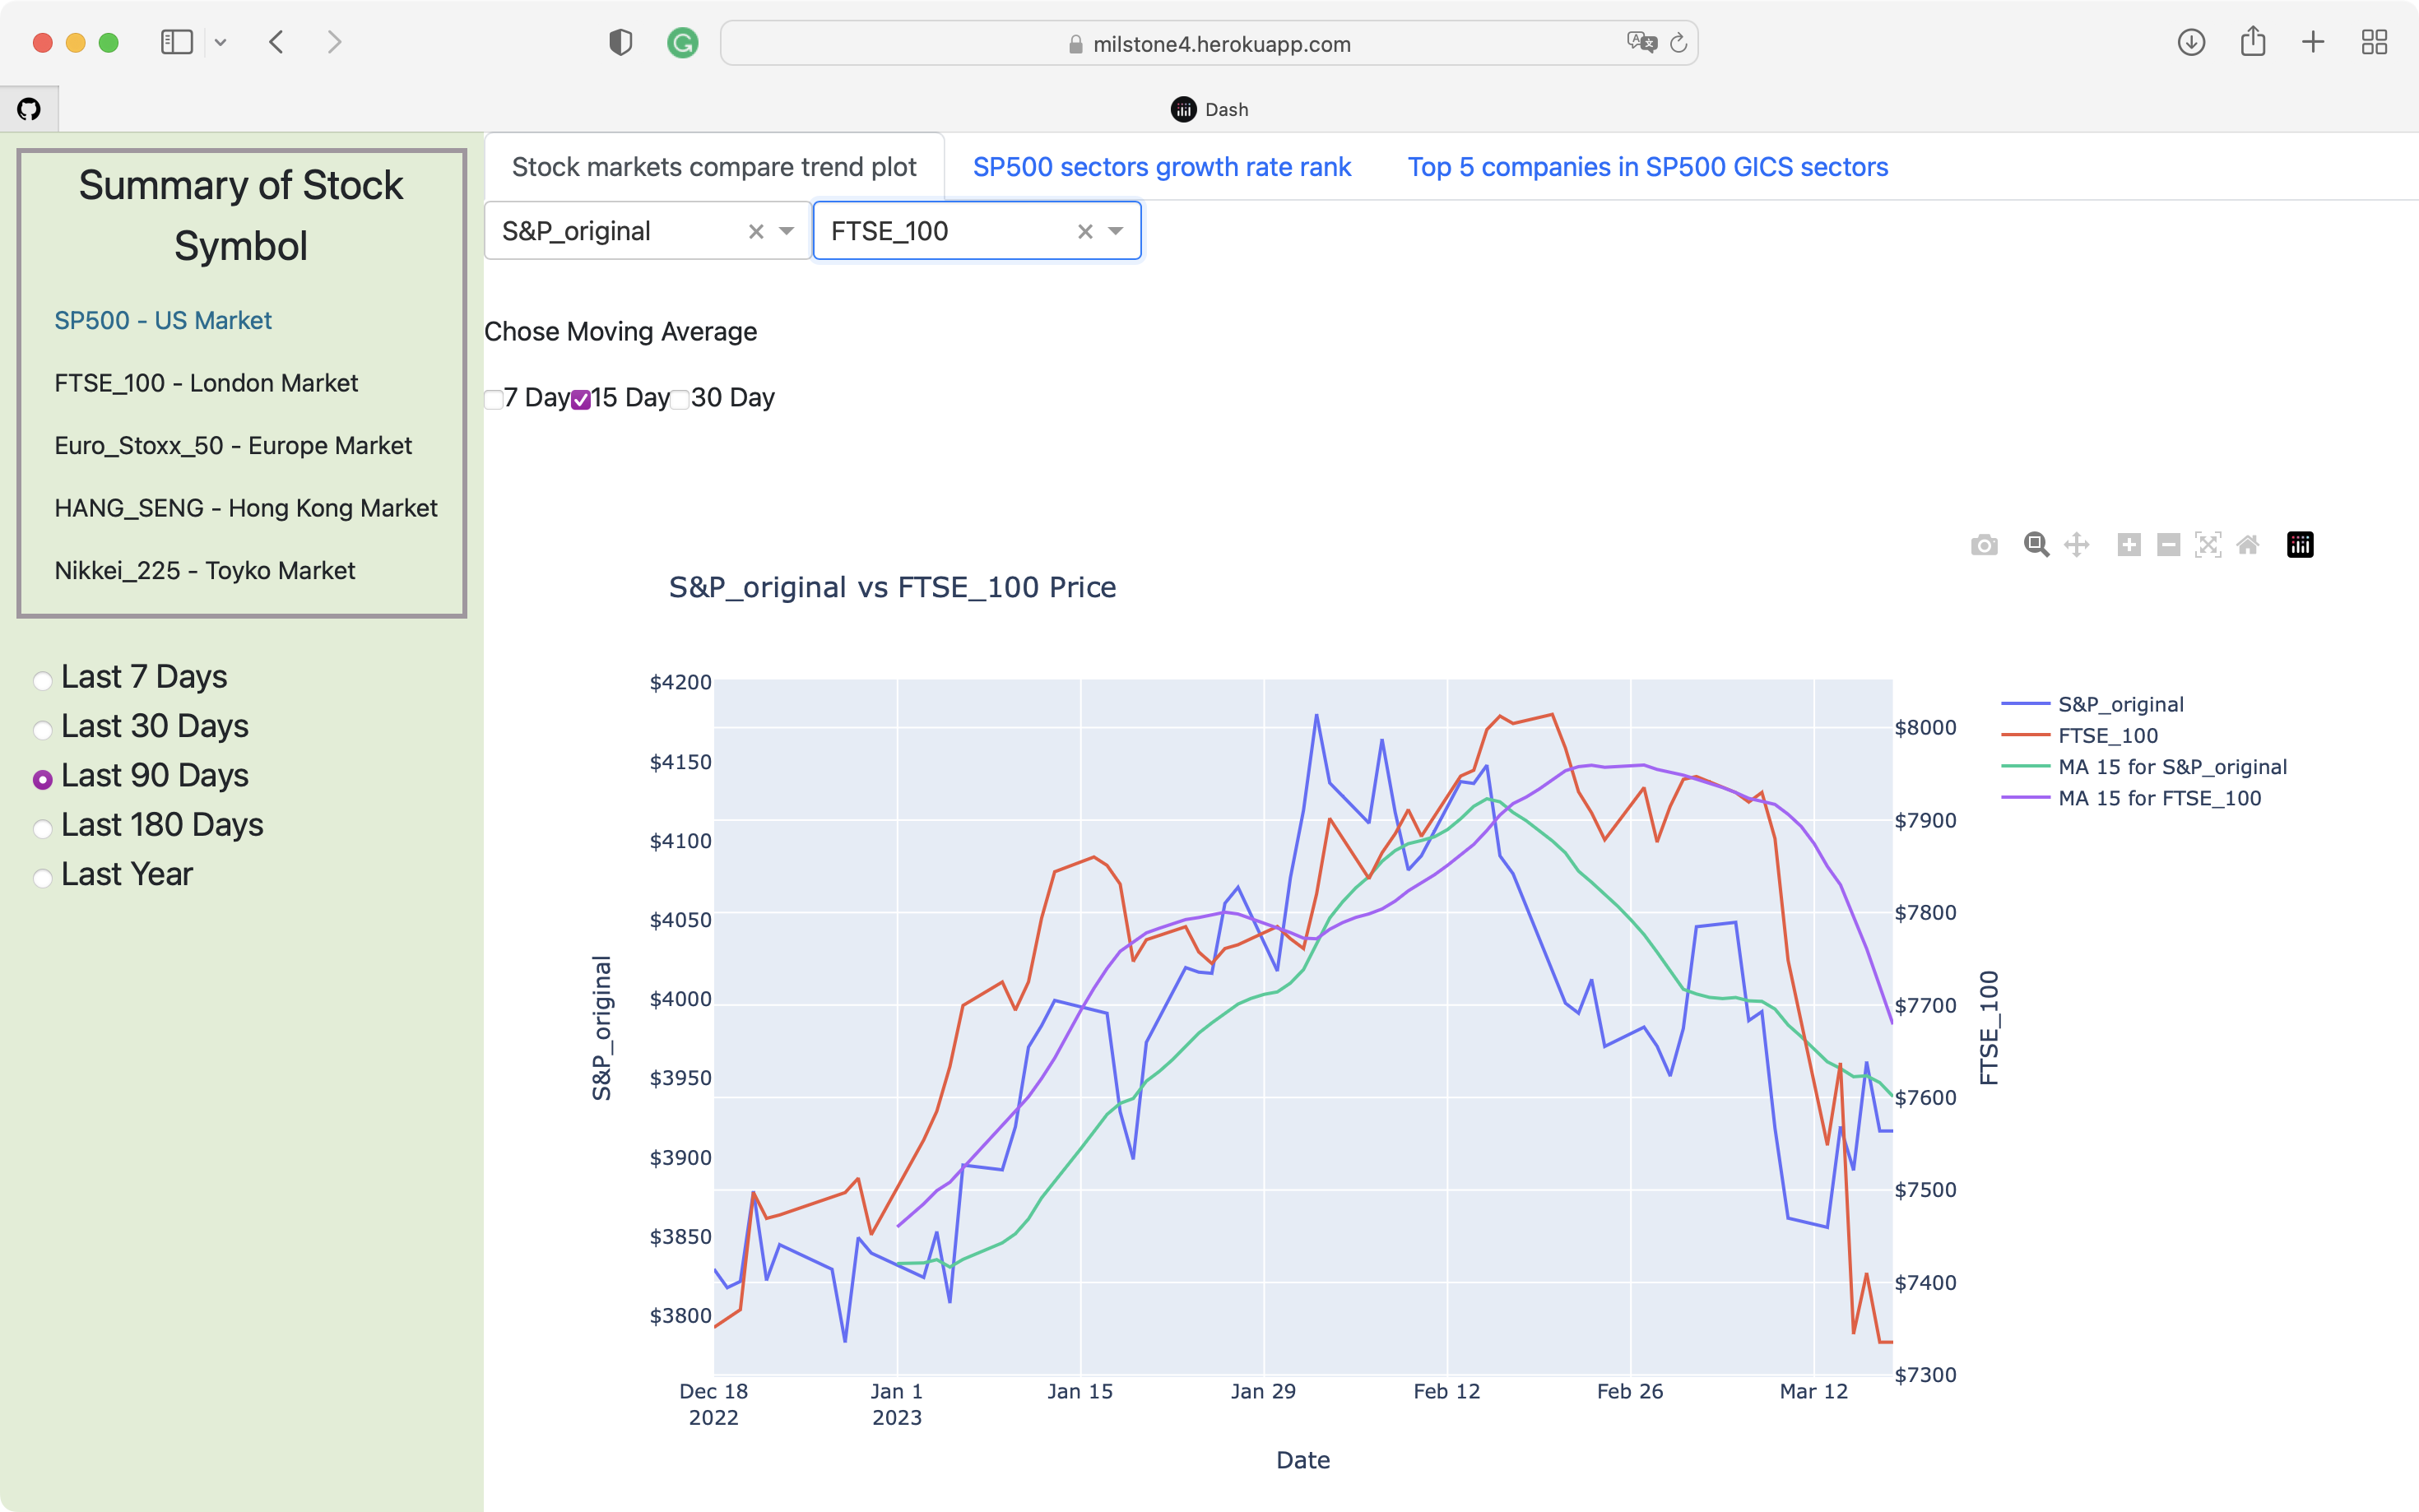 milstone4.herokuapp.com
Dash
Summary of Stock
Symbol
SP500 - US Market
FTSE_100 - London Market
Euro_Stoxx_50 - Europe Market
HANG_SENG - Hong Kong Market
Nikkei_225 - Toyko Market
Last 7 Days
Last 30 Days
Last 90 Days
Last 180 Days
Last Year
Stock markets compare trend plot
SP500 sectors growth rate rank
Top 5 companies in SP500 GICS sectors
S&P_original
FTSE_100
Chose Moving Average
7 Day 15 Day 30 Day
S&P_original vs FTSE_100 Price
$4200
$4150
$4100
$4050
$4000
$3950
$3900
$3850
$3800
S&P_original
Dec 18
2022
Jan 1
2023
Jan 15
Jan 29
Feb 12
Feb 26
Mar 12
Date
$8000
$7900
$7800
$7700
$7600
$7500
$7400
$7300
FTSE_100
S&P_original
FTSE_100
MA 15 for S&P_original
MA 15 for FTSE_100